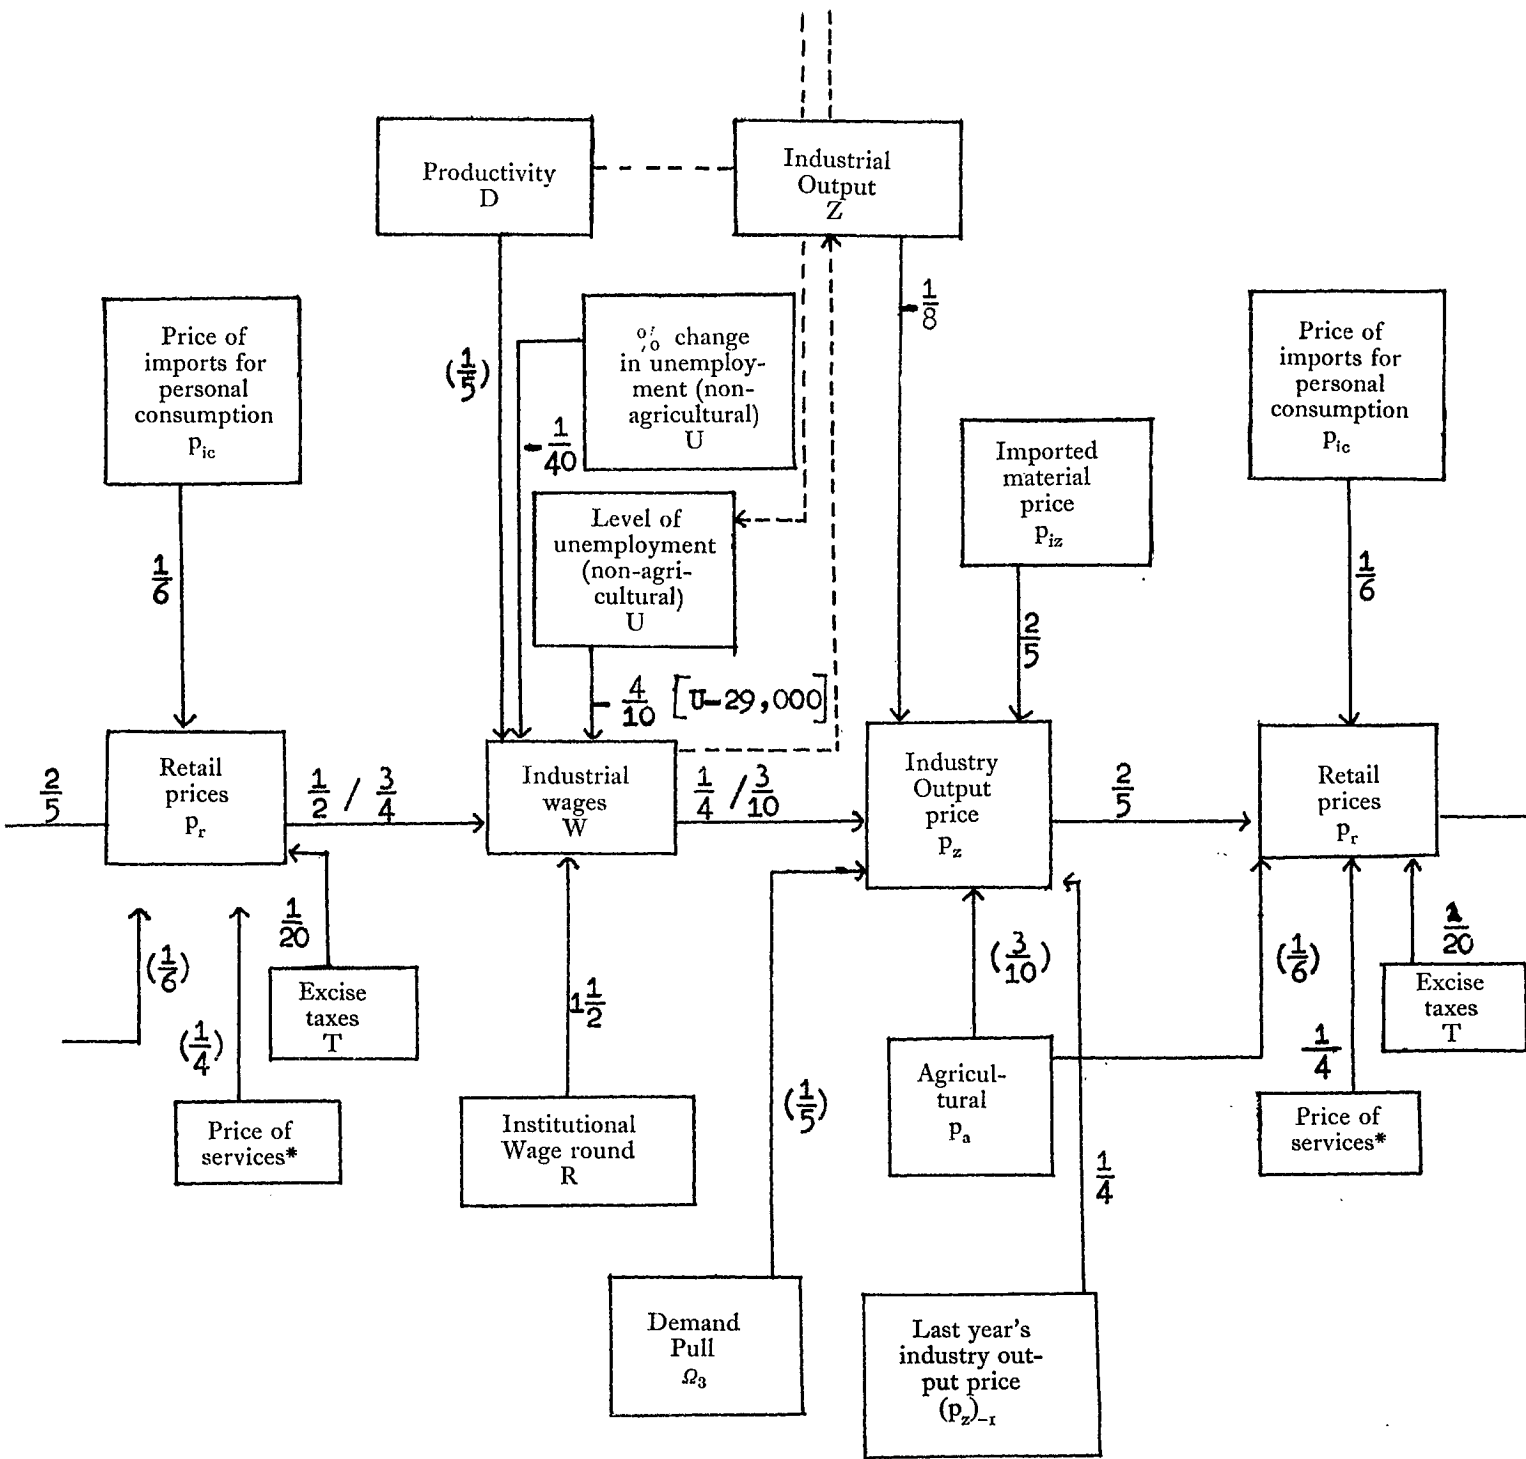 Productivity
D
Industrial
Output
Z
- 1/8
Price of
imports for
personal
consumption
p_ic
1/6
(1/5)
% change
in unemploy-
ment (non-
agricultural)
U
- 1/40
Level of
unemployment
(non-agri-
cultural)
U
- 4/10 [U-29,000]
Imported
material
price
p_iz
2/5
Price of
imports for
personal
consumption
p_ic
1/6
2/5
Retail
prices
p_r
1/2 / 3/4
Industrial
wages
W
1/4 / 3/10
Industry
Output
price
p_z
2/5
Retail
prices
p_r
(1/6)
(1/4)
1/20
Excise
taxes
T
Price of
services*
1 1/2
Institutional
Wage round
R
(1/5)
Demand
Pull
Ω_3
(3/10)
Agricul-
tural
p_a
1/4
Last year's
industry out-
put price
(p_z)_-1
(1/6)
1/4
Price of
services*
1/20
Excise
taxes
T